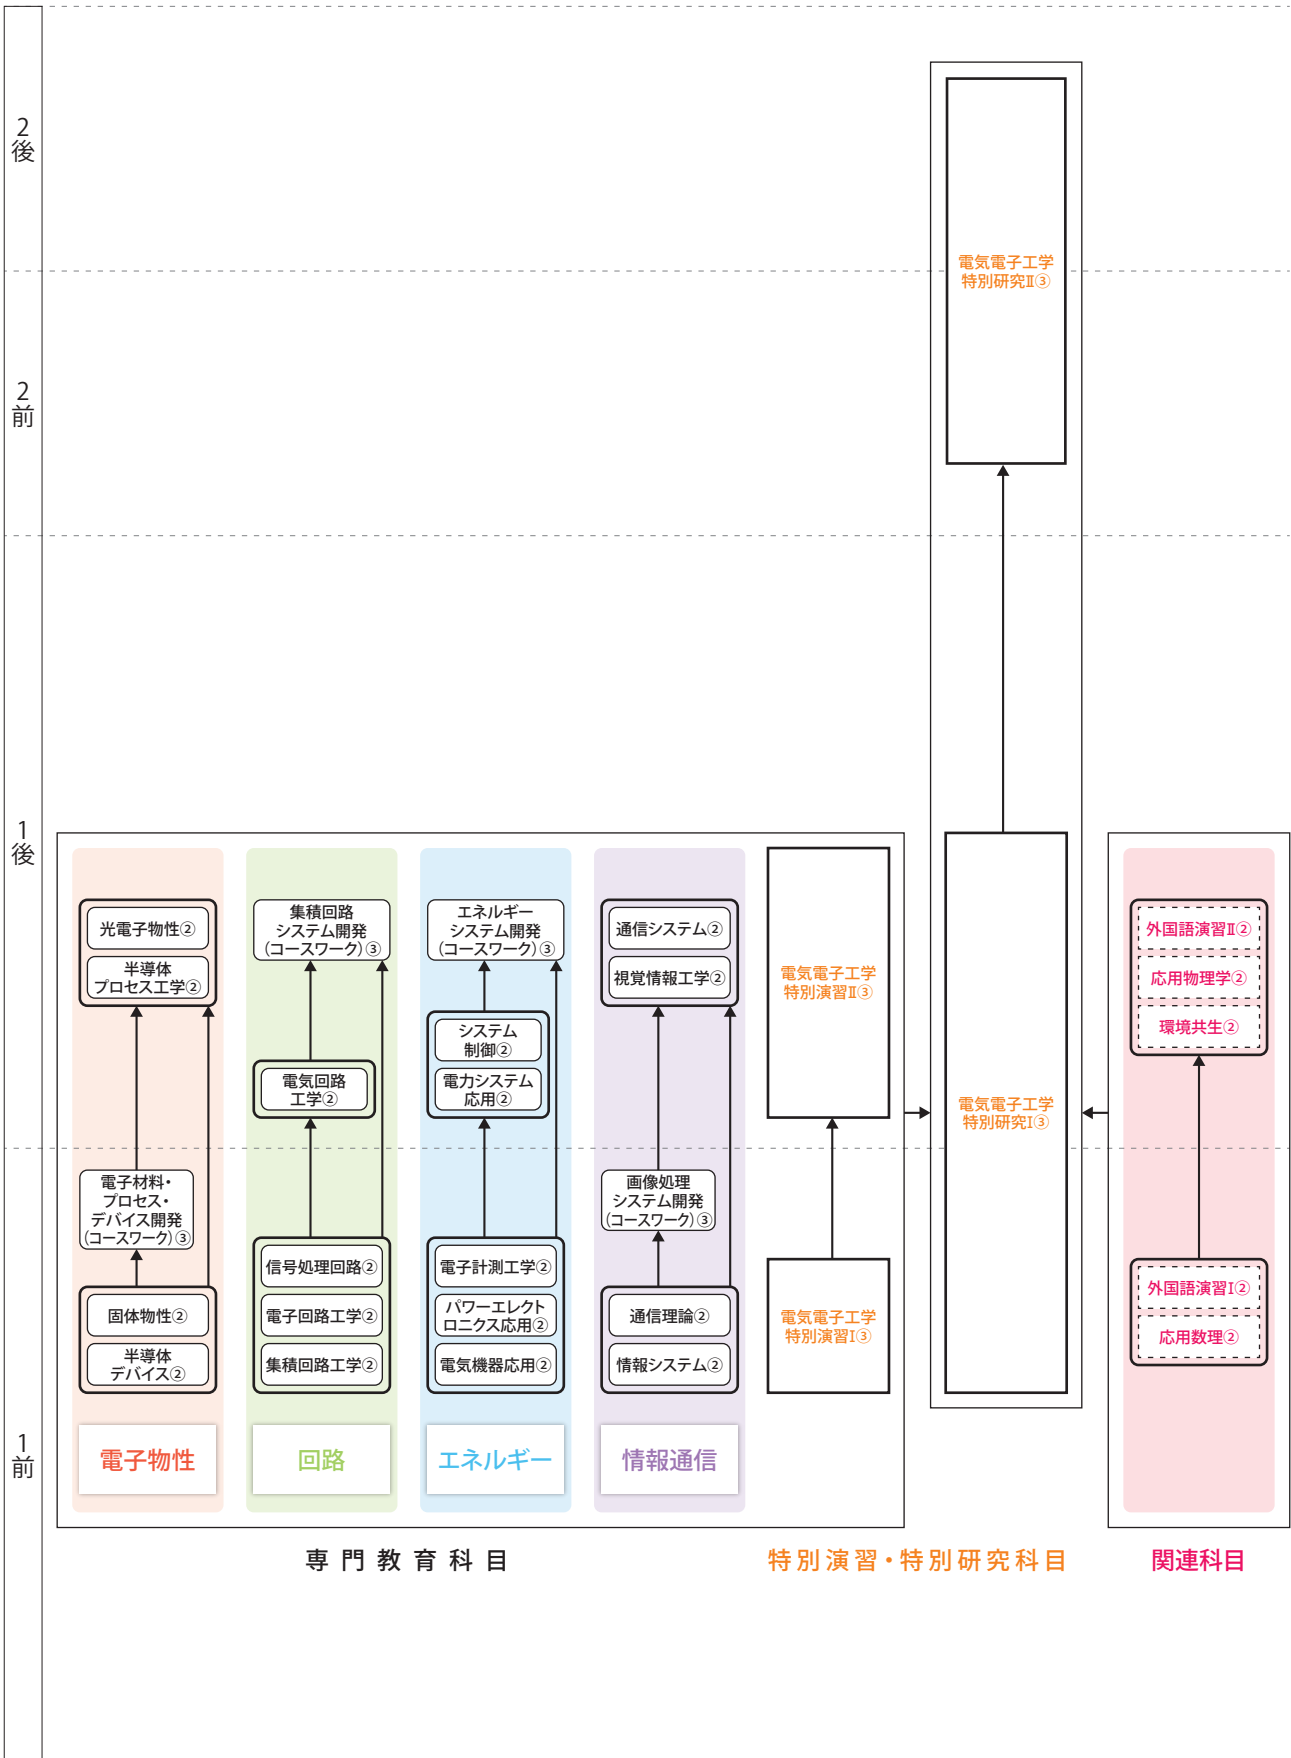 2
後
2
前
1
後
1
前
電気電子工学
特別研究Ⅱ③
光電子物性②
半導体
プロセス工学②
電子材料・
プロセス・
デバイス開発
(コースワーク)③
固体物性②
半導体
デバイス②
電子物性
集積回路
システム開発
(コースワーク)③
電気回路
工学②
信号処理回路②
電子回路工学②
集積回路工学②
回路
エネルギー
システム開発
(コースワーク)③
システム
制御②
電力システム
応用②
電子計測工学②
パワーエレクト
ロニクス応用②
電気機器応用②
エネルギー
通信システム②
視覚情報工学②
画像処理
システム開発
(コースワーク)③
通信理論②
情報システム②
情報通信
電気電子工学
特別演習Ⅱ③
電気電子工学
特別演習Ⅰ③
電気電子工学
特別研究Ⅰ③
外国語演習Ⅱ②
応用物理学②
環境共生②
外国語演習Ⅰ②
応用数理②
専門教育科目
特別演習・特別研究科目
関連科目